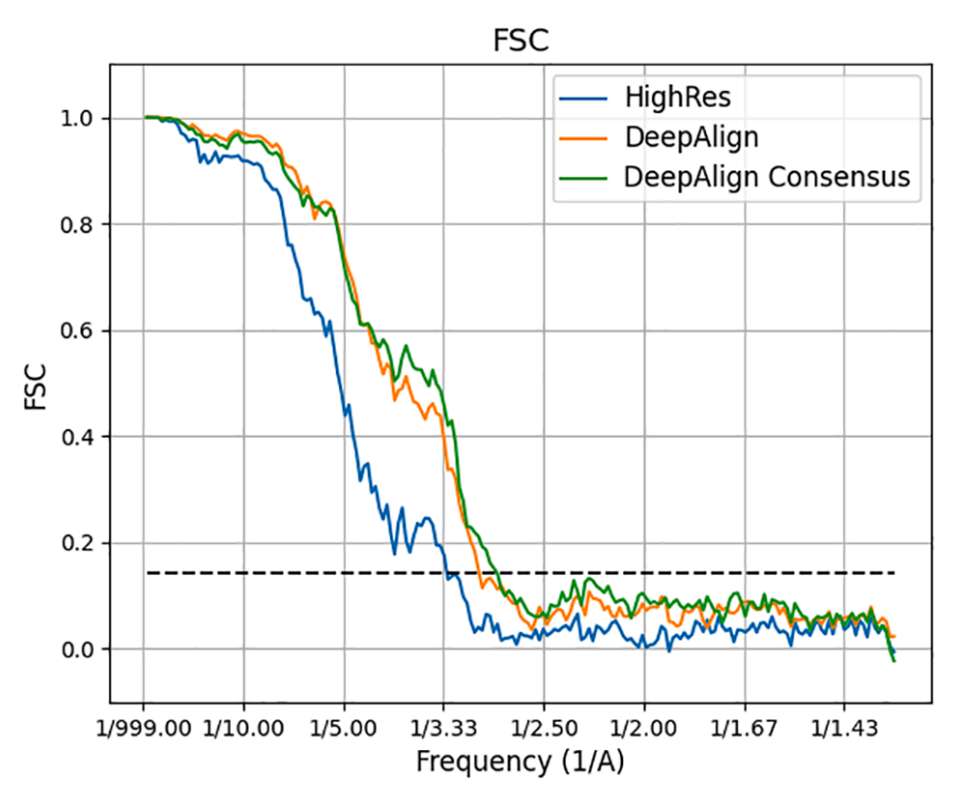 FSC
HighRes
DeepAlign
DeepAlign Consensus
FSC
1.0
0.8
0.6
0.4
0.2
0.0
1/999.00 1/10.00 1/5.00 1/3.33 1/2.50 1/2.00 1/1.67 1/1.43
Frequency (1/A)